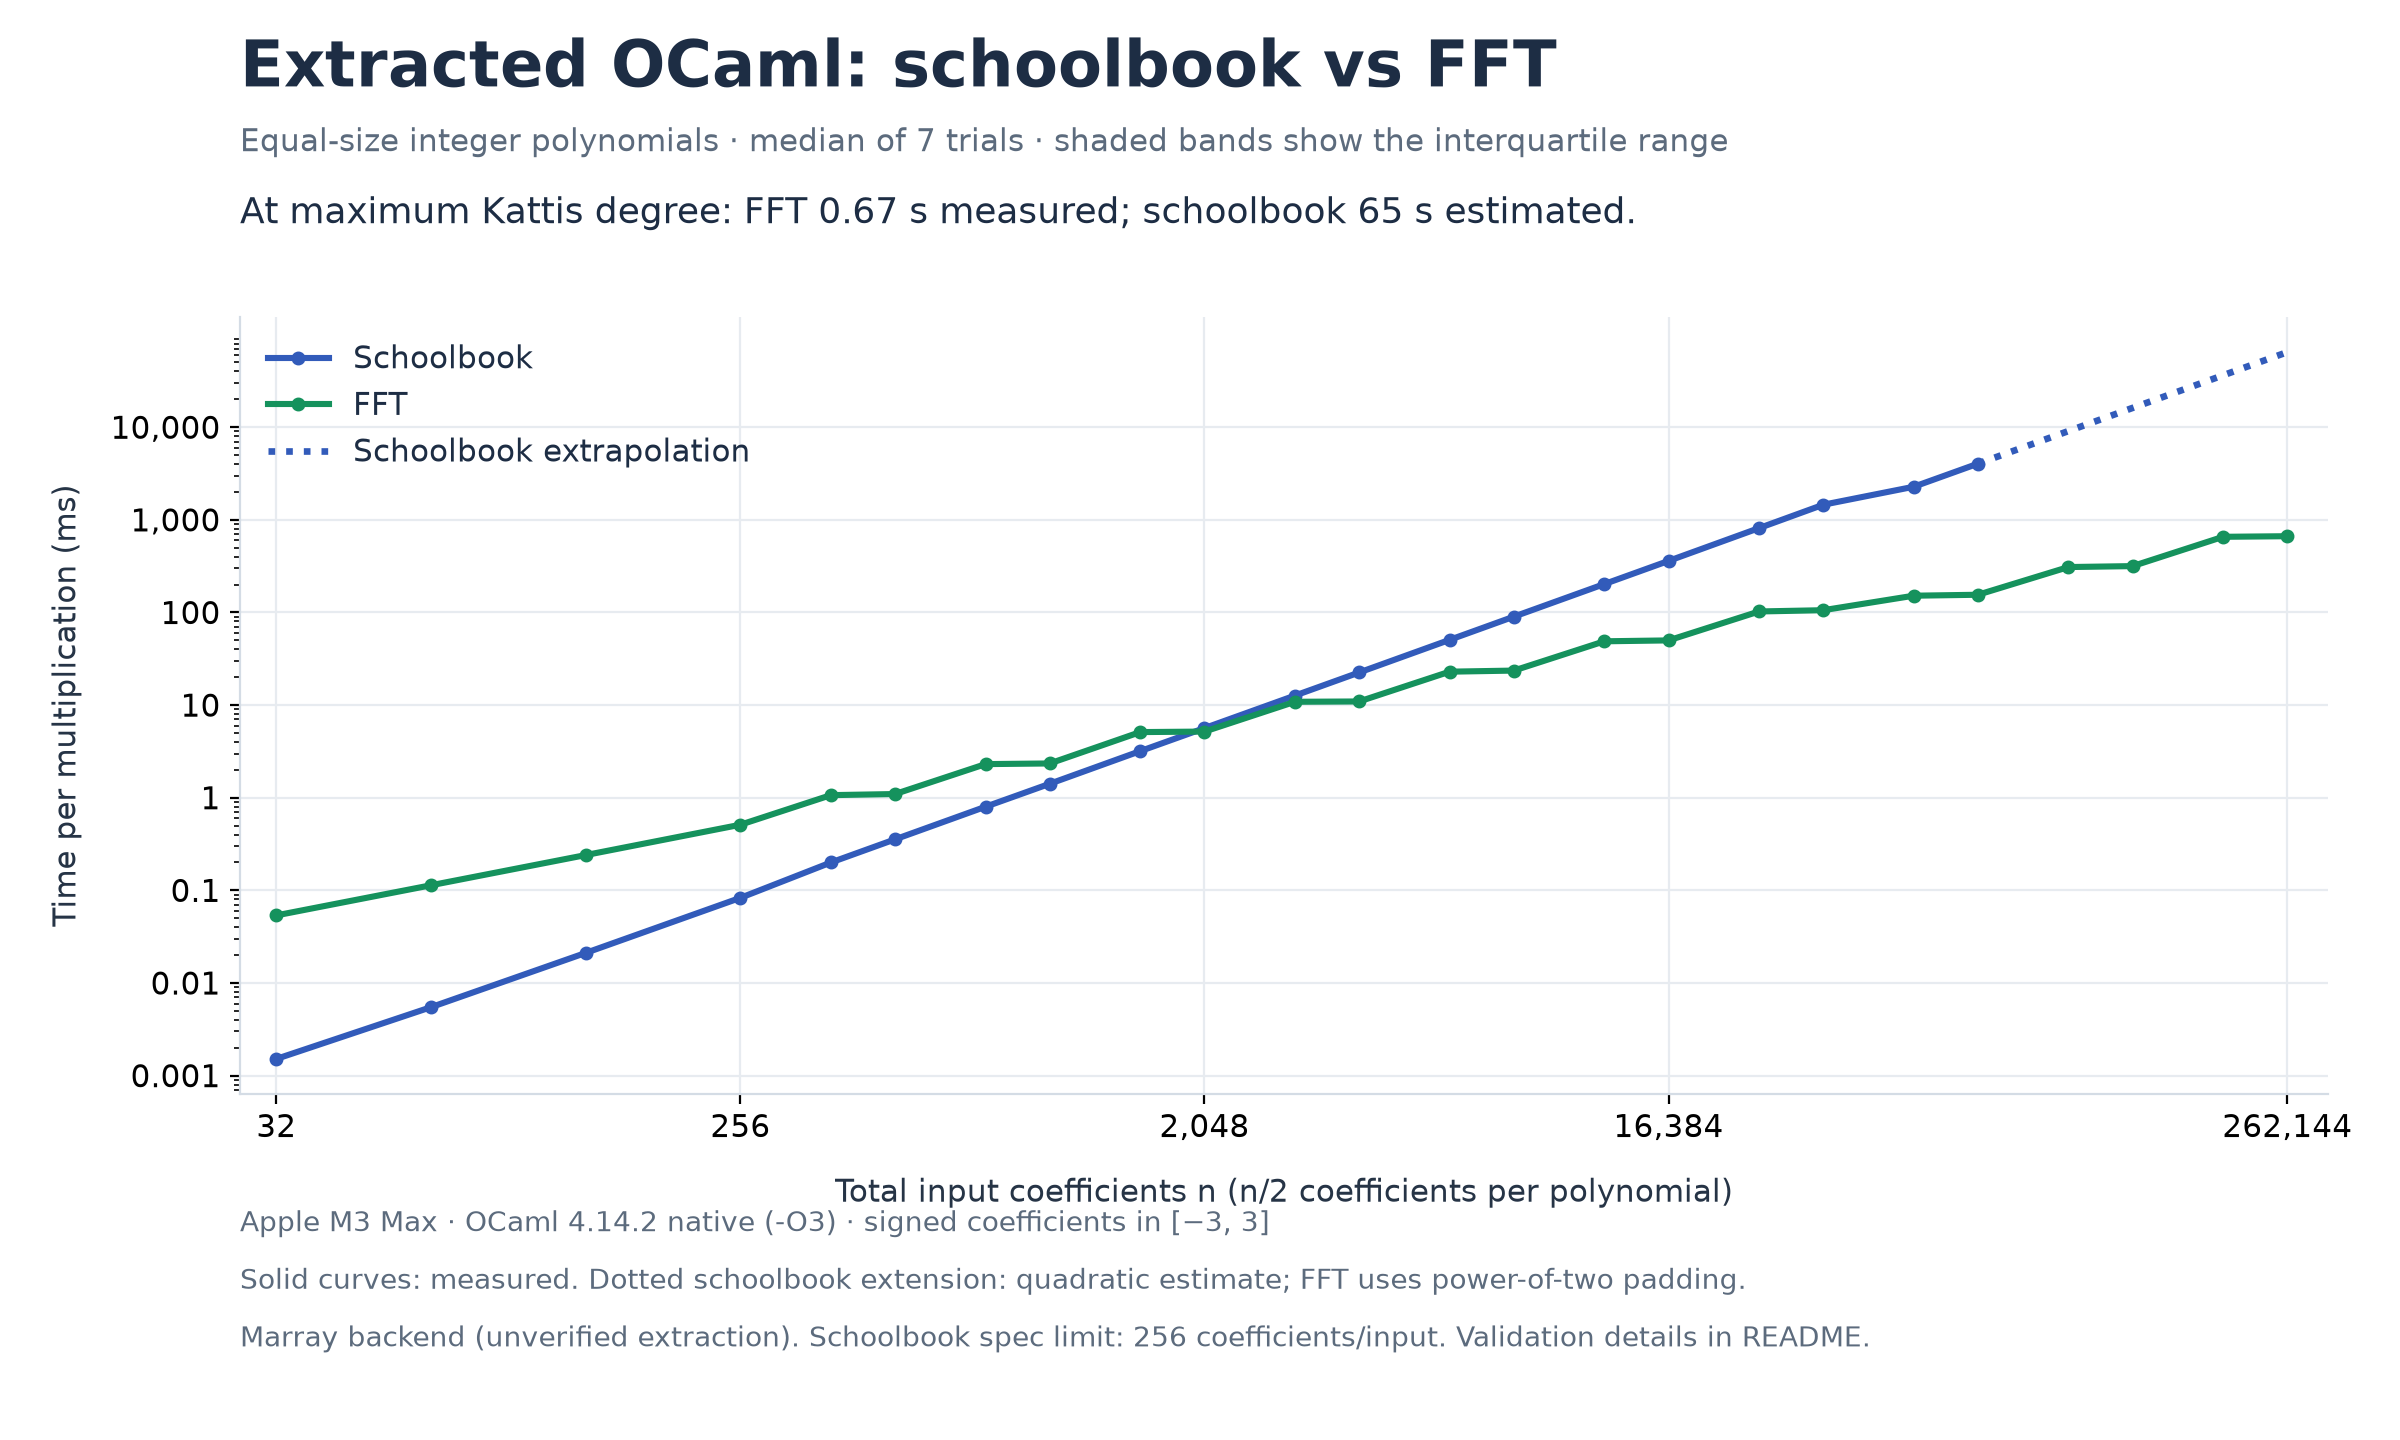 Extracted OCaml: schoolbook vs FFT
Equal-size integer polynomials · median of 7 trials · shaded bands show the interquartile range
At maximum Kattis degree: FFT 0.67 s measured; schoolbook 65 s estimated.
Schoolbook
FFT
Schoolbook extrapolation
Time per multiplication (ms)
10,000
1,000
100
10
1
0.1
0.01
0.001
32 256 2,048 16,384 262,144
Total input coefficients n (n/2 coefficients per polynomial)
Apple M3 Max · OCaml 4.14.2 native (-O3) · signed coefficients in [−3, 3]
Solid curves: measured. Dotted schoolbook extension: quadratic estimate; FFT uses power-of-two padding.
Marray backend (unverified extraction). Schoolbook spec limit: 256 coefficients/input. Validation details in README.